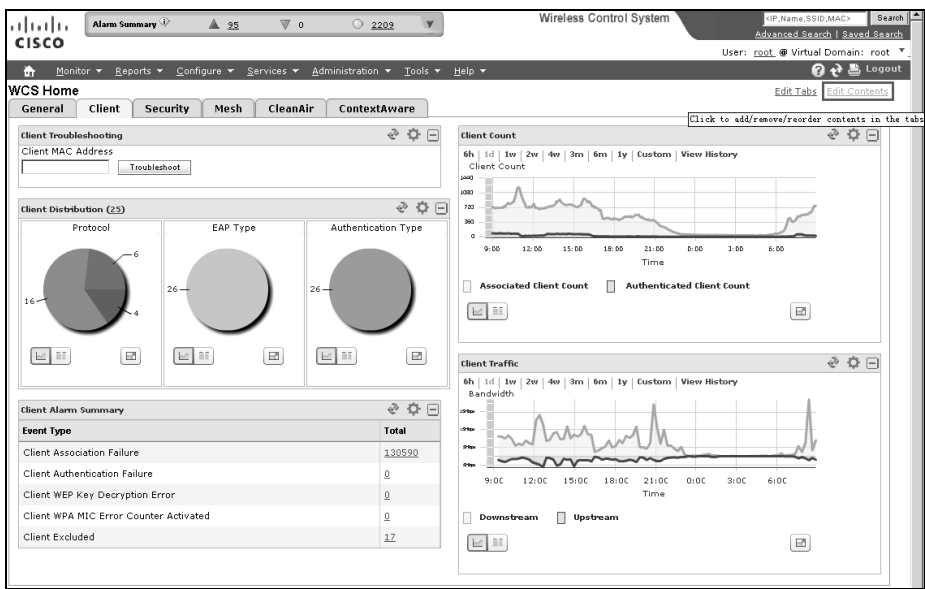 Wireless Control System
CISCO
Alarm Summary 95 0 2209
<IP,Name,SSID,MAC> Search
Advanced Search | Saved Search
User: root @ Virtual Domain: root
Monitor Reports Configure Services Administration Tools Help Logout
WCS Home
Edit Tabs Edit Contents
General Client Security Mesh CleanAir ContextAware
Click to add/remove/reorder contents in the tabs
Client Troubleshooting
Client MAC Address
Troubleshoot
Client Distribution (25)
Protocol
6
16
4
EAP Type
26
Authentication Type
26
Client Alarm Summary
Event Type Total
Client Association Failure 130590
Client Authentication Failure 0
Client WEP Key Decryption Error 0
Client WPA MIC Error Counter Activated 0
Client Excluded 17
Client Count
6h | 1d | 1w | 2w | 4w | 3m | 6m | 1y | Custom | View History
Client Count
1440
1080
720
360
0
9:00 12:00 15:00 18:00 21:00 0:00 3:00 6:00
Time
Associated Client Count Authenticated Client Count
Client Traffic
6h | 1d | 1w | 2w | 4w | 3m | 6m | 1y | Custom | View History
Bandwidth
9:00 12:00 15:00 18:00 21:00 0:00 3:00 6:00
Time
Downstream Upstream